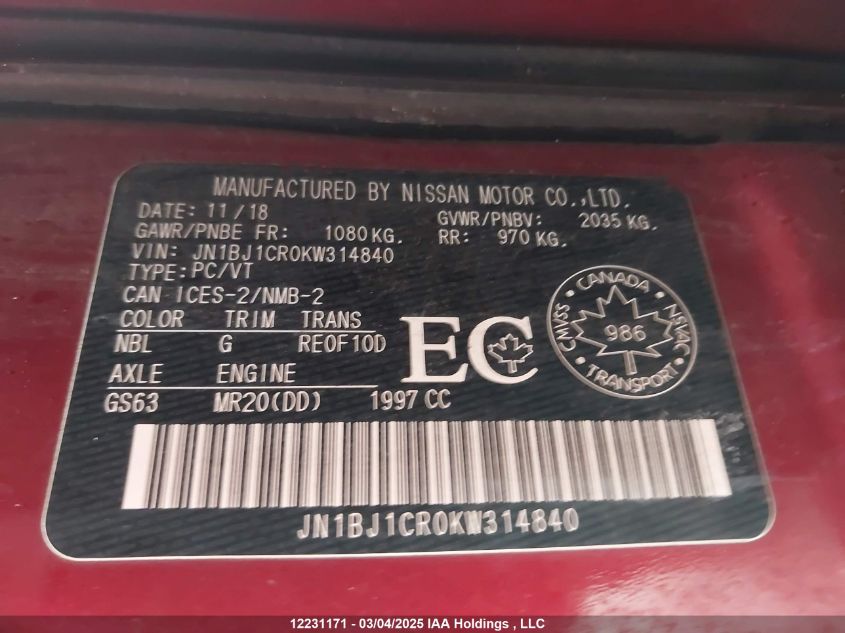 MANUFACTURED BY NISSAN MOTOR CO.,LTD.
DATE: 11/18 GVWR/PNBV: 2035 KG.
GAWR/PNBE FR: 1080 KG. RR: 970 KG.
VIN: JN1BJ1CR0KW314840
TYPE: PC/VT
CAN ICES-2/NMB-2
COLOR TRIM TRANS
NBL G RE0F10D
AXLE ENGINE
GS63 MR20(DD) 1997 CC
EC
CANADA
CMVSS 986 NSVAC
TRANSPORT
JN1BJ1CR0KW314840
12231171 - 03/04/2025 IAA Holdings , LLC